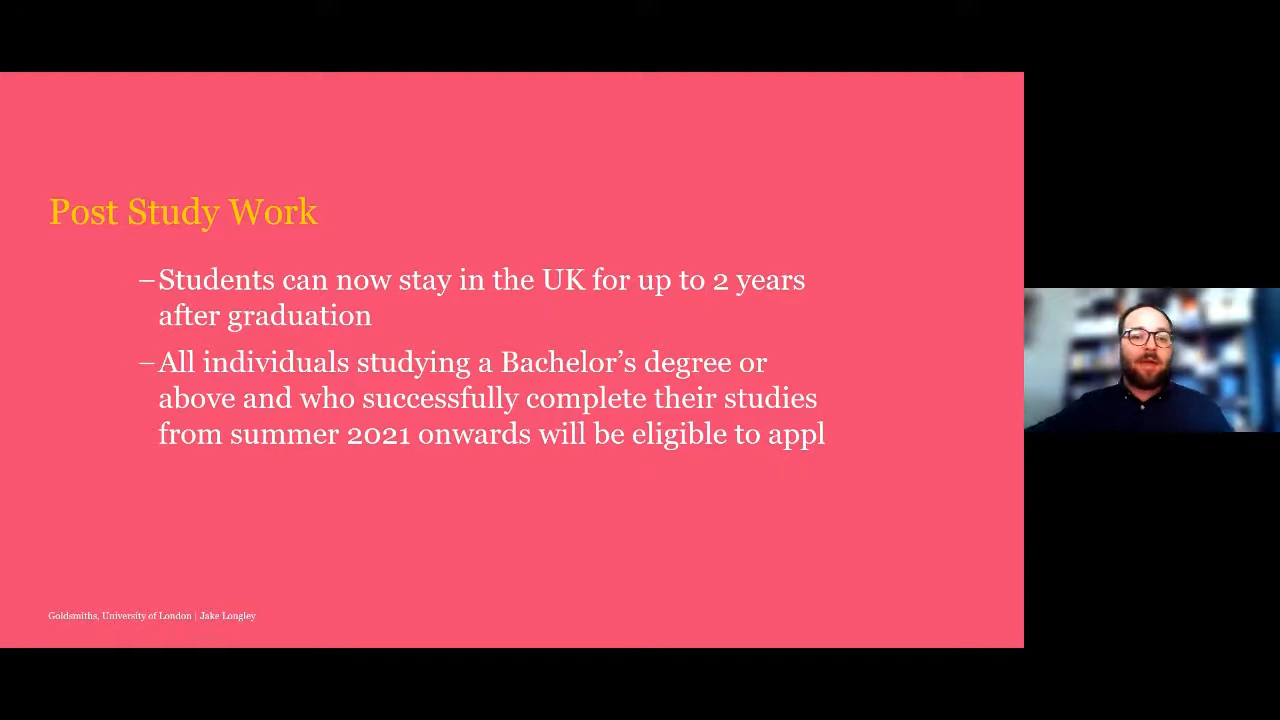 Post Study Work
–Students can now stay in the UK for up to 2 years
after graduation
–All individuals studying a Bachelor’s degree or
above and who successfully complete their studies
from summer 2021 onwards will be eligible to appl
Goldsmiths, University of London | Jake Longley